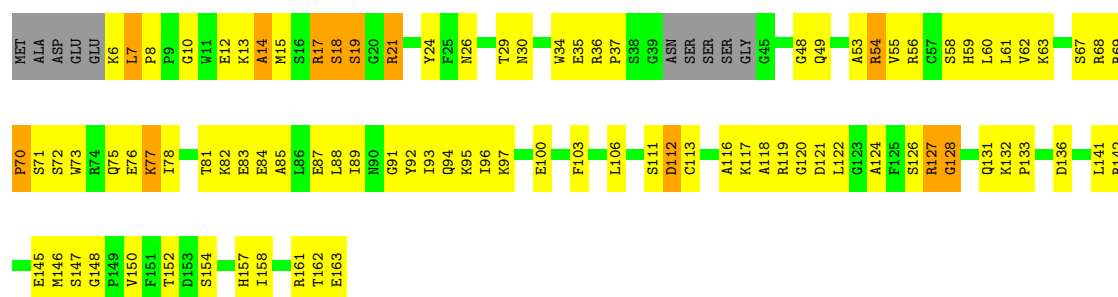 MET ALA ASP GLU GLU K6 L7 P8 P9 G10 W11 E12 K13 A14 M15 S16 R17 S18 S19 G20 R21 Y24 F25 N26 T29 N30 W34 E35 R36 P37 S38 G39 ASN SER SER SER GLY G45 G48 Q49 A53 R54 V55 R56 C57 S58 H59 L60 L61 V62 K63 S67 R68 R69
P70 S71 S72 W73 R74 Q75 E76 K77 I78 T81 K82 E83 E84 A85 L86 E87 L88 I89 N90 G91 Y92 I93 Q94 K95 I96 K97 E100 F103 L106 S111 D112 C113 A116 K117 A118 R119 G120 D121 L122 G123 A124 F125 S126 R127 G128 Q131 K132 P133 D136 L141
E145 M146 S147 G148 P149 V150 F151 T152 D153 S154 H157 I158 R161 T162 E163